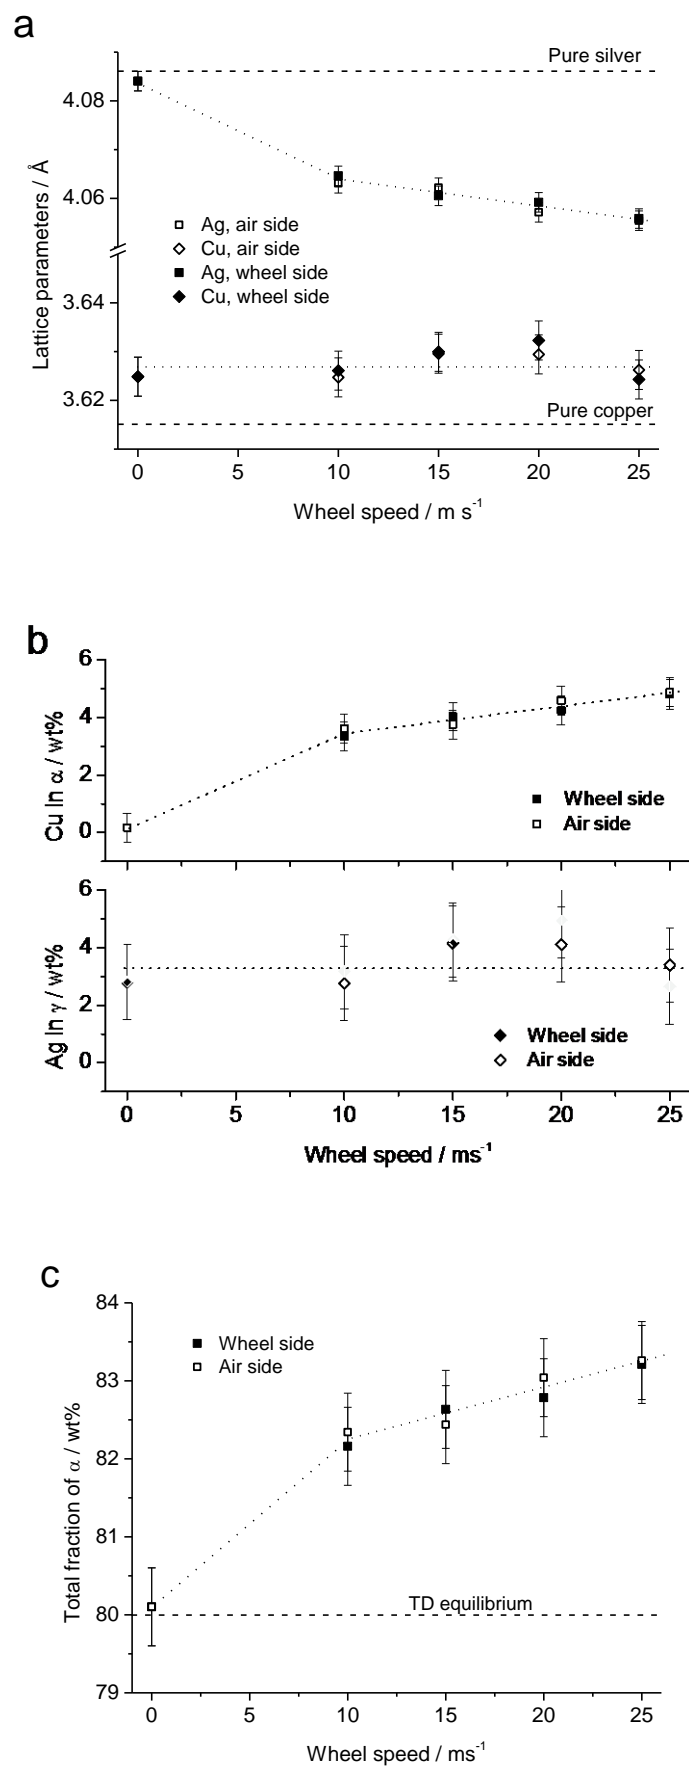 a
Pure silver
4.08
4.06
3.64
3.62
Lattice parameters / Å
Ag, air side
Cu, air side
Ag, wheel side
Cu, wheel side
Pure copper
0 5 10 15 20 25
Wheel speed / m s⁻¹
b
6
4
2
0
Cu In α / wt%
Wheel side
Air side
6
4
2
0
Ag In γ / wt%
Wheel side
Air side
0 5 10 15 20 25
Wheel speed / ms⁻¹
c
84
83
82
81
80
79
Total fraction of α / wt%
Wheel side
Air side
TD equilibrium
0 5 10 15 20 25
Wheel speed / ms⁻¹